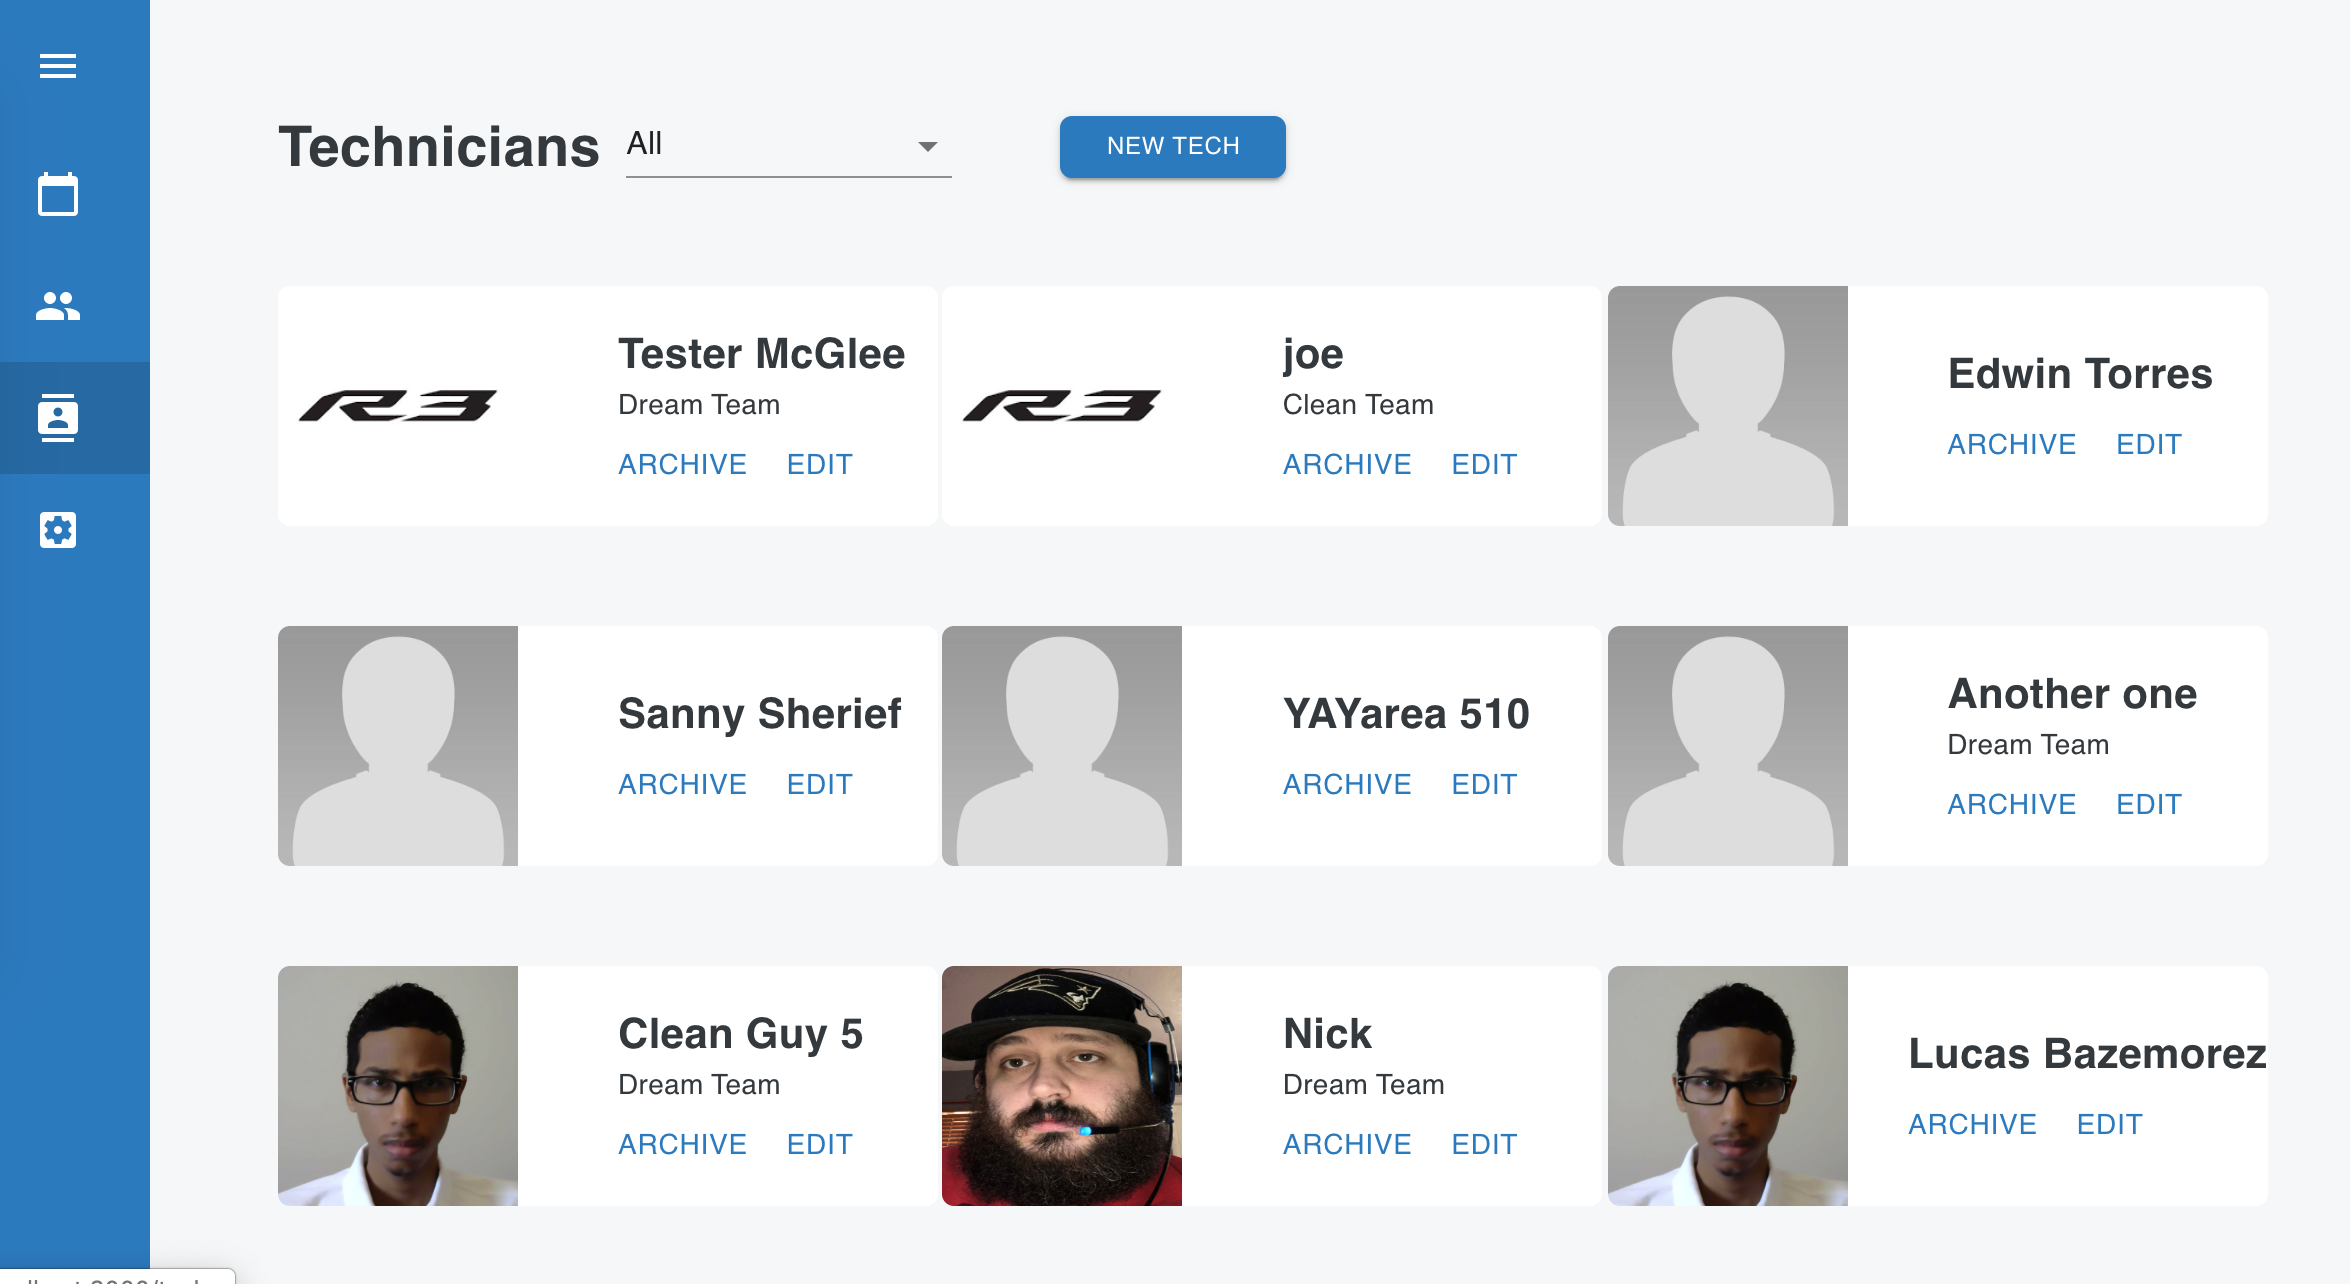 Technicians
All
NEW TECH
R3
Tester McGlee
Dream Team
ARCHIVE EDIT
R3
joe
Clean Team
ARCHIVE EDIT
Edwin Torres
ARCHIVE EDIT
Sanny Sherief
ARCHIVE EDIT
YAYarea 510
ARCHIVE EDIT
Another one
Dream Team
ARCHIVE EDIT
Clean Guy 5
Dream Team
ARCHIVE EDIT
Nick
Dream Team
ARCHIVE EDIT
Lucas Bazemorez
ARCHIVE EDIT